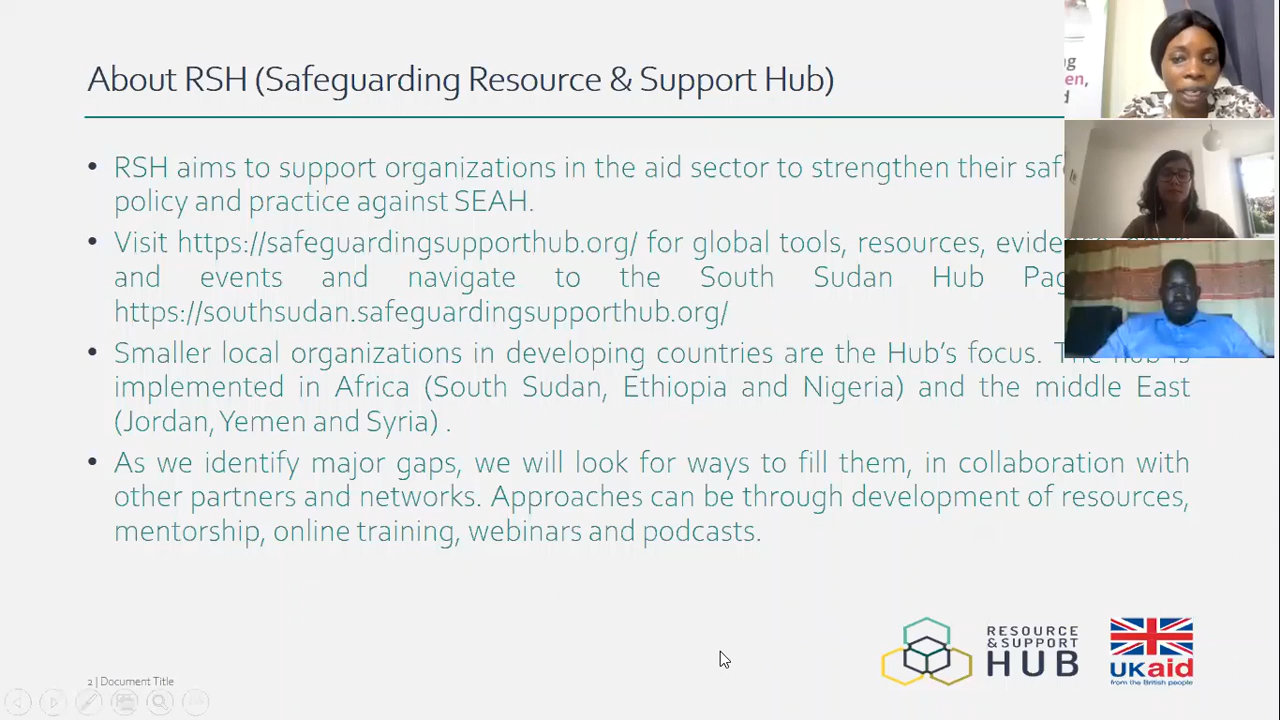 About RSH (Safeguarding Resource & Support Hub)
• RSH aims to support organizations in the aid sector to strengthen their
policy and practice against SEAH.
• Visit https://safeguardingsupporthub.org/ for global tools, resources,
and events and navigate to the South Sudan Hub
https://southsudan.safeguardingsupporthub.org/
• Smaller local organizations in developing countries are the Hub's focus. The hub is
implemented in Africa (South Sudan, Ethiopia and Nigeria) and the middle East
(Jordan, Yemen and Syria) .
• As we identify major gaps, we will look for ways to fill them, in collaboration with
other partners and networks. Approaches can be through development of resources,
mentorship, online training, webinars and podcasts.
RESOURCE
& SUPPORT
HUB
UKaid
from the British people
2 | Document Title